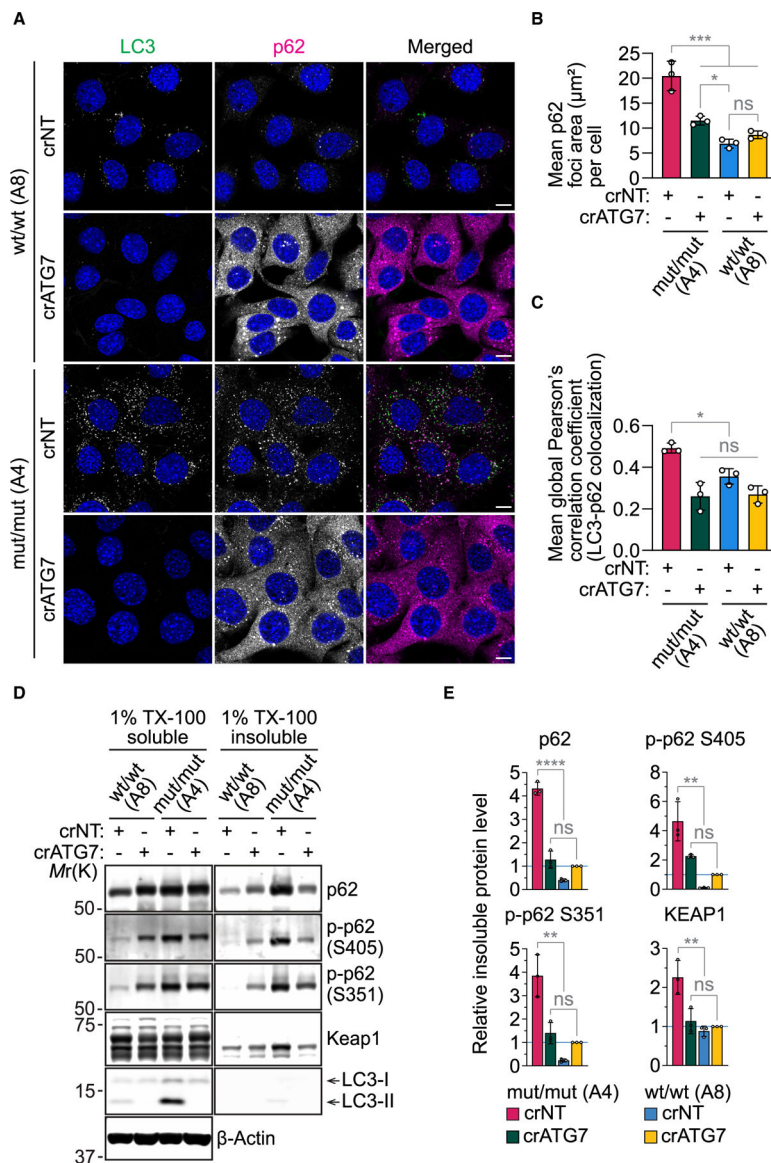 A
LC3
p62
Merged
wt/wt (A8)
crNT
crATG7
mut/mut (A4)
crNT
crATG7
B
Mean p62
foci area (µm²)
per cell
25
20
15
10
5
0
***
*
ns
crNT: + - + -
crATG7: - + - +
mut/mut
(A4)
wt/wt
(A8)
C
Mean global Pearson's
correlation coefficient
(LC3-p62 colocalization)
0.6
0.4
0.2
0.0
*
ns
crNT: + - + -
crATG7: - + - +
mut/mut
(A4)
wt/wt
(A8)
D
1% TX-100
soluble
1% TX-100
insoluble
wt/wt
(A8)
mut/mut
(A4)
wt/wt
(A8)
mut/mut
(A4)
crNT: + - + - + - + -
crATG7: - + - + - + - +
Mr(K)
50
p62
50
p-p62
(S405)
50
p-p62
(S351)
75
Keap1
15
LC3-I
LC3-II
37
β-Actin
E
Relative insoluble protein level
p62
5
4
3
2
1
0
****
ns
p-p62 S405
8
6
4
2
0
**
ns
p-p62 S351
5
4
3
2
1
0
**
ns
KEAP1
3
2
1
0
**
ns
mut/mut (A4)
crNT
crATG7
wt/wt (A8)
crNT
crATG7